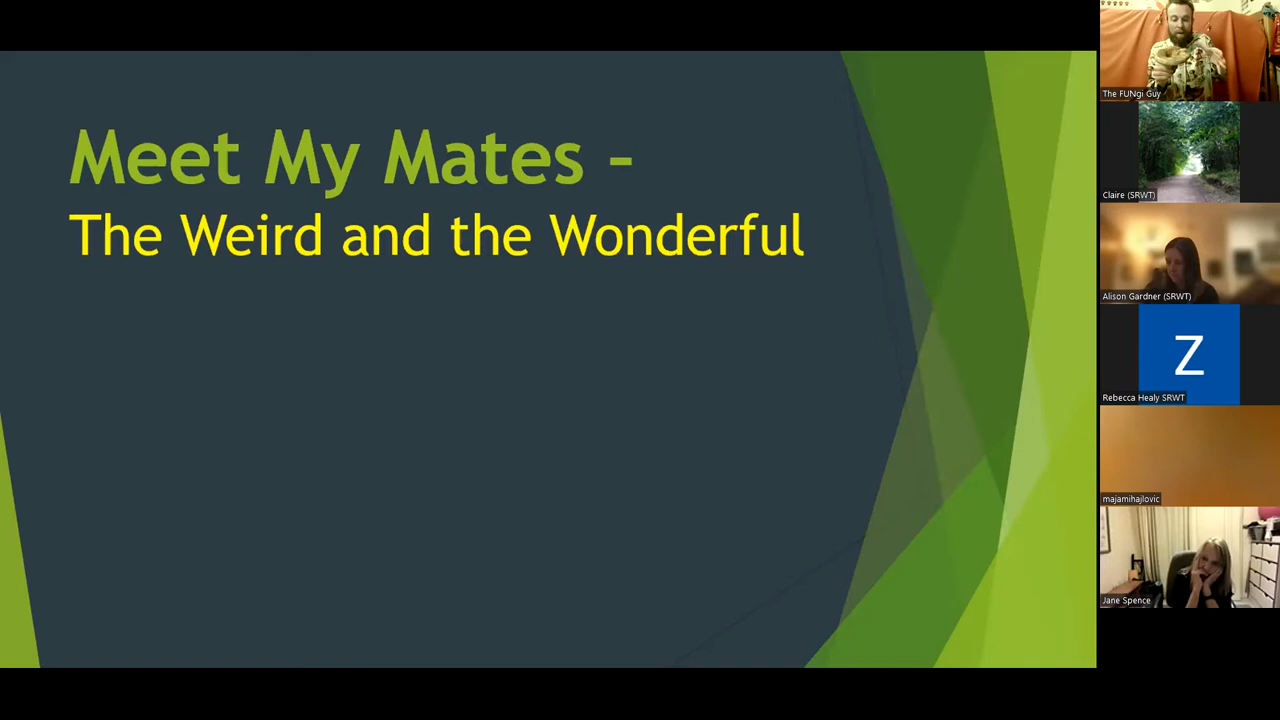 Meet My Mates –
The Weird and the Wonderful
The FUNgi Guy
Claire (SRWT)
Alison Gardner (SRWT)
Z
Rebecca Healy SRWT
majamihajlovic
Jane Spence